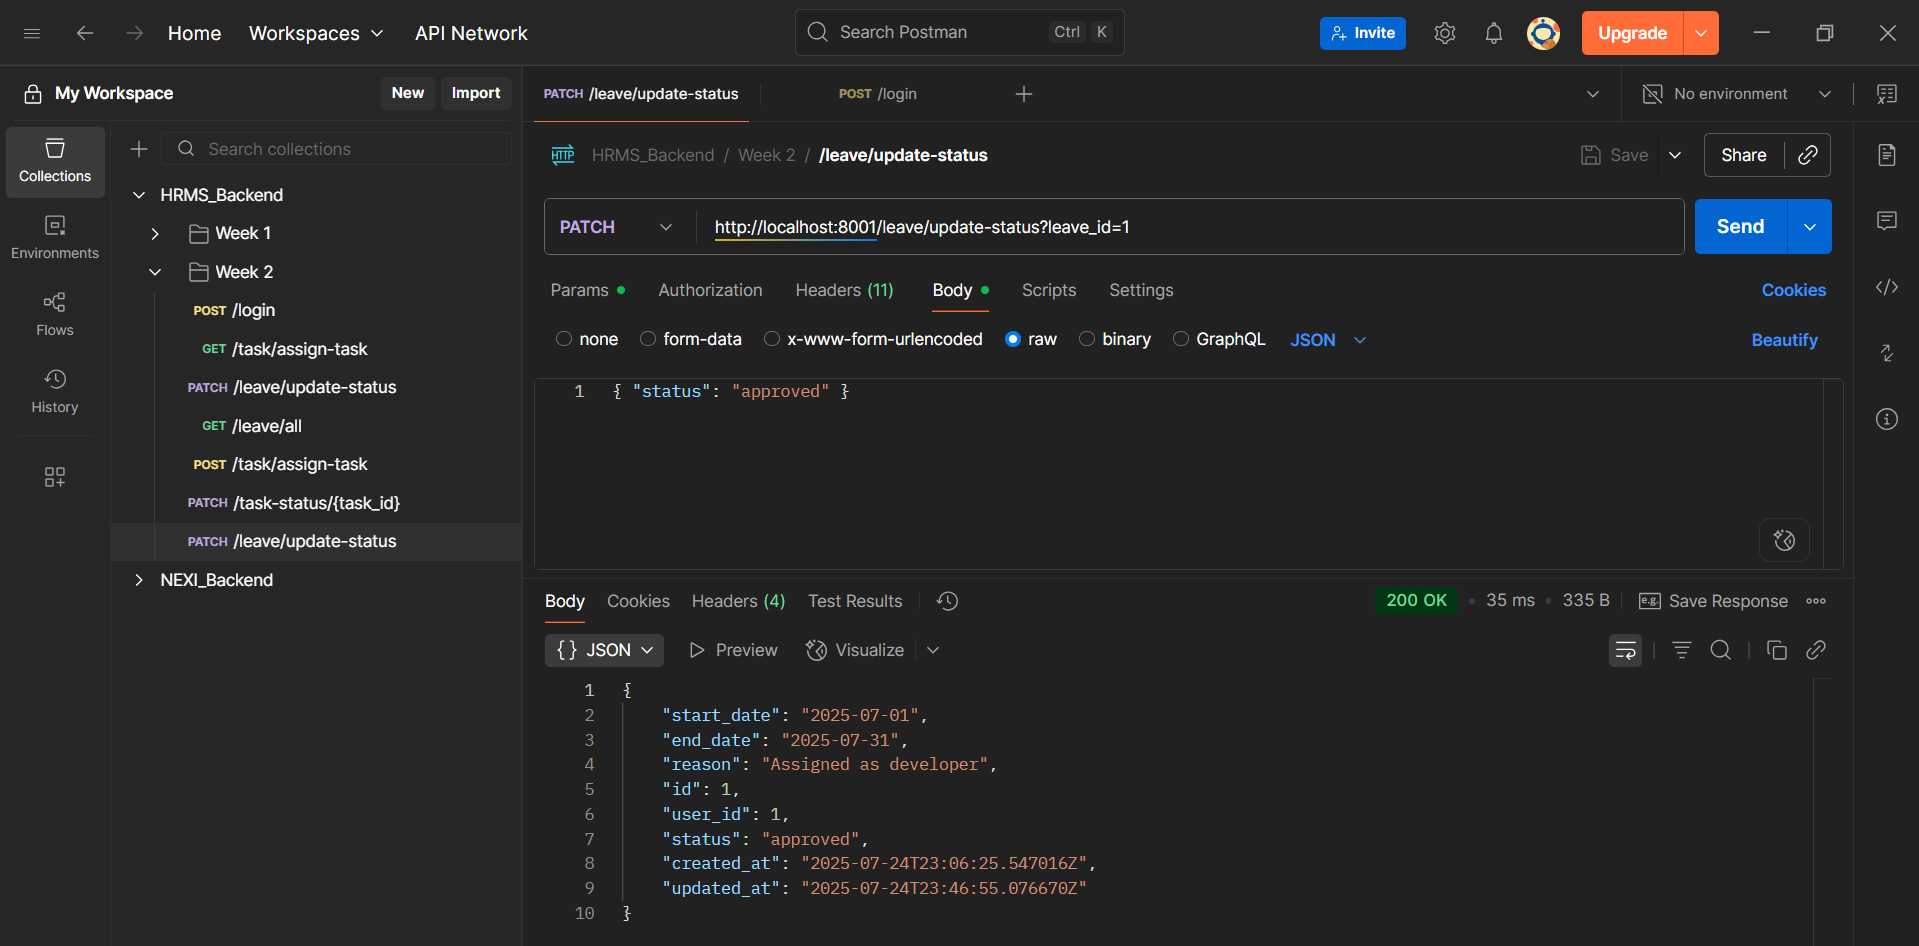 Home Workspaces API Network Search Postman Ctrl K Invite Upgrade
My Workspace New Import PATCH /leave/update-status POST /login No environment
Collections
Environments
Flows
History
Search collections
HRMS_Backend
Week 1
Week 2
POST /login
GET /task/assign-task
PATCH /leave/update-status
GET /leave/all
POST /task/assign-task
PATCH /task-status/{task_id}
PATCH /leave/update-status
NEXI_Backend
HTTP HRMS_Backend / Week 2 / /leave/update-status Save Share
PATCH http://localhost:8001/leave/update-status?leave_id=1 Send
Params Authorization Headers (11) Body Scripts Settings Cookies
none form-data x-www-form-urlencoded raw binary GraphQL JSON Beautify
1 { "status": "approved" }
Body Cookies Headers (4) Test Results 200 OK 35 ms 335 B e.g. Save Response
{} JSON Preview Visualize
1 {
2 "start_date": "2025-07-01",
3 "end_date": "2025-07-31",
4 "reason": "Assigned as developer",
5 "id": 1,
6 "user_id": 1,
7 "status": "approved",
8 "created_at": "2025-07-24T23:06:25.547016Z",
9 "updated_at": "2025-07-24T23:46:55.076670Z"
10 }